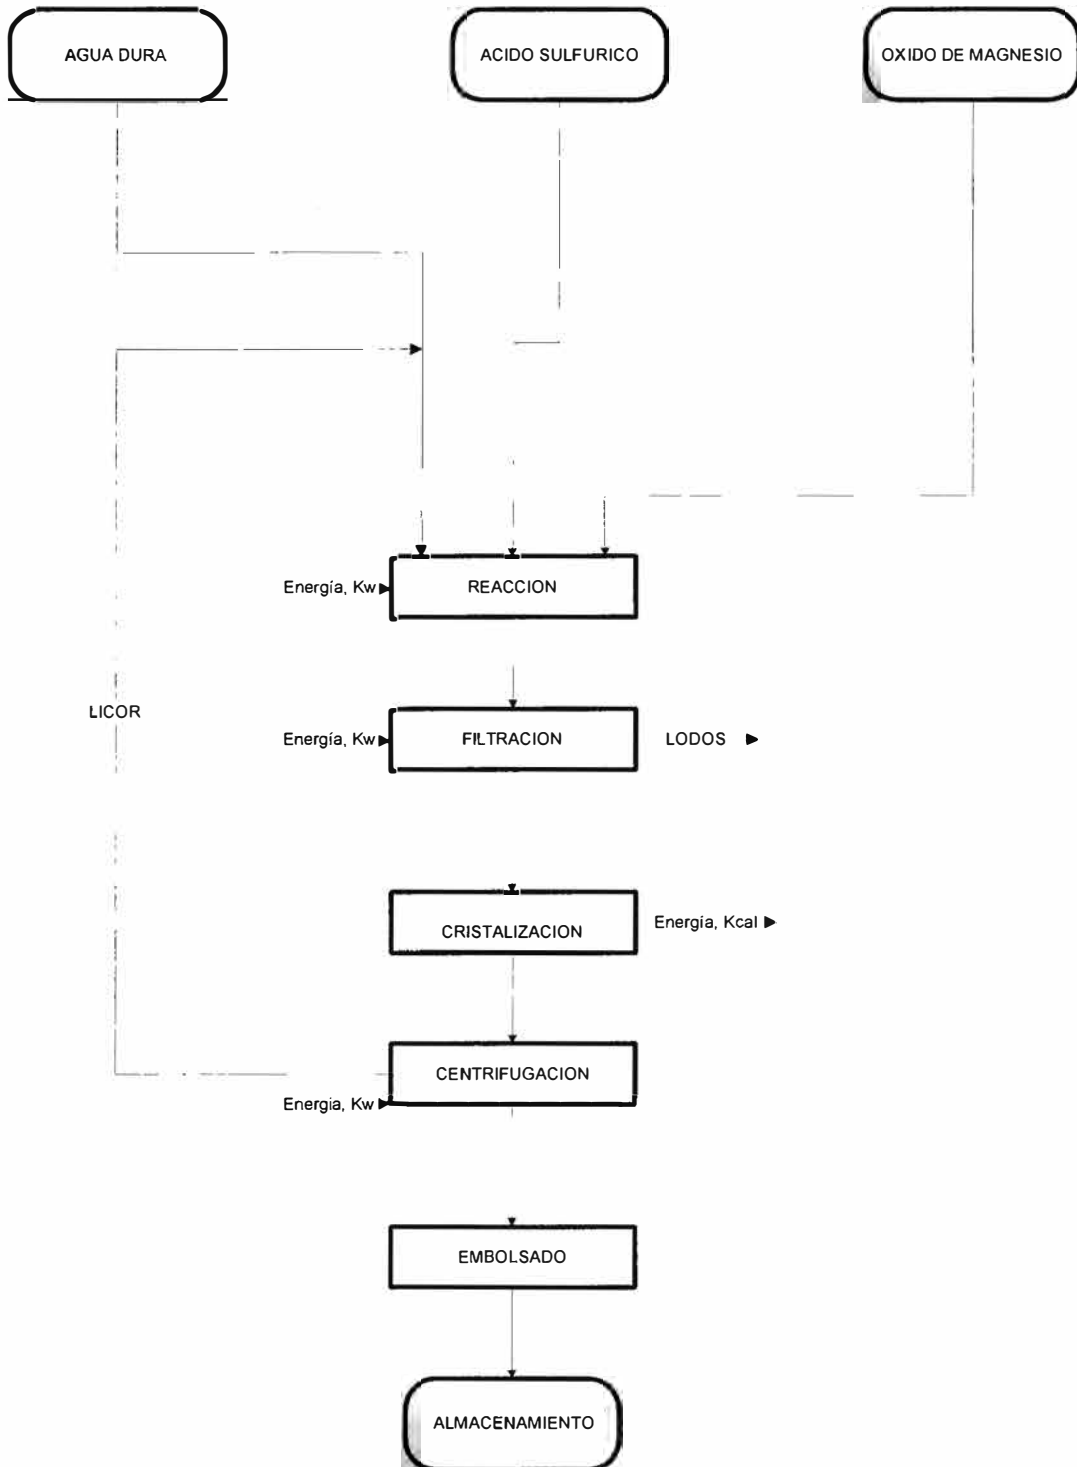 AGUA DURA
ACIDO SULFURICO
OXIDO DE MAGNESIO
Energía, Kw
REACCION
LICOR
Energía, Kw
FILTRACION
LODOS
CRISTALIZACION
Energía, Kcal
CENTRIFUGACION
Energia, Kw
EMBOLSADO
ALMACENAMIENTO